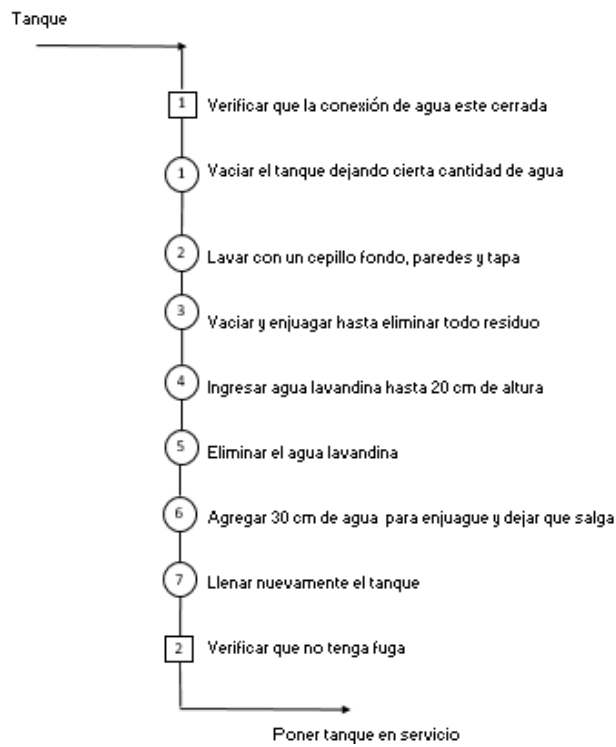 Tanque
1 Verificar que la conexión de agua este cerrada
1 Vaciar el tanque dejando cierta cantidad de agua
2 Lavar con un cepillo fondo, paredes y tapa
3 Vaciar y enjuagar hasta eliminar todo residuo
4 Ingresar agua lavandina hasta 20 cm de altura
5 Eliminar el agua lavandina
6 Agregar 30 cm de agua para enjuague y dejar que salga
7 Llenar nuevamente el tanque
2 Verificar que no tenga fuga
Poner tanque en servicio